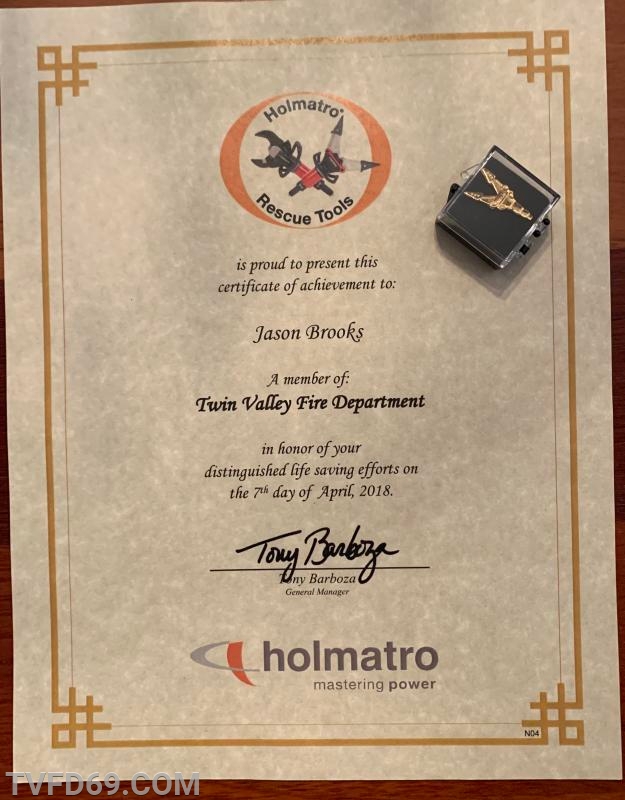 Holmatro®
Rescue Tools
is proud to present this
certificate of achievement to:
Jason Brooks
A member of:
Twin Valley Fire Department
in honor of your
distinguished life saving efforts on
the 7th day of April, 2018.
Tony Barboza
Tony Barboza
General Manager
holmatro
mastering power
N04
TVFD69.COM